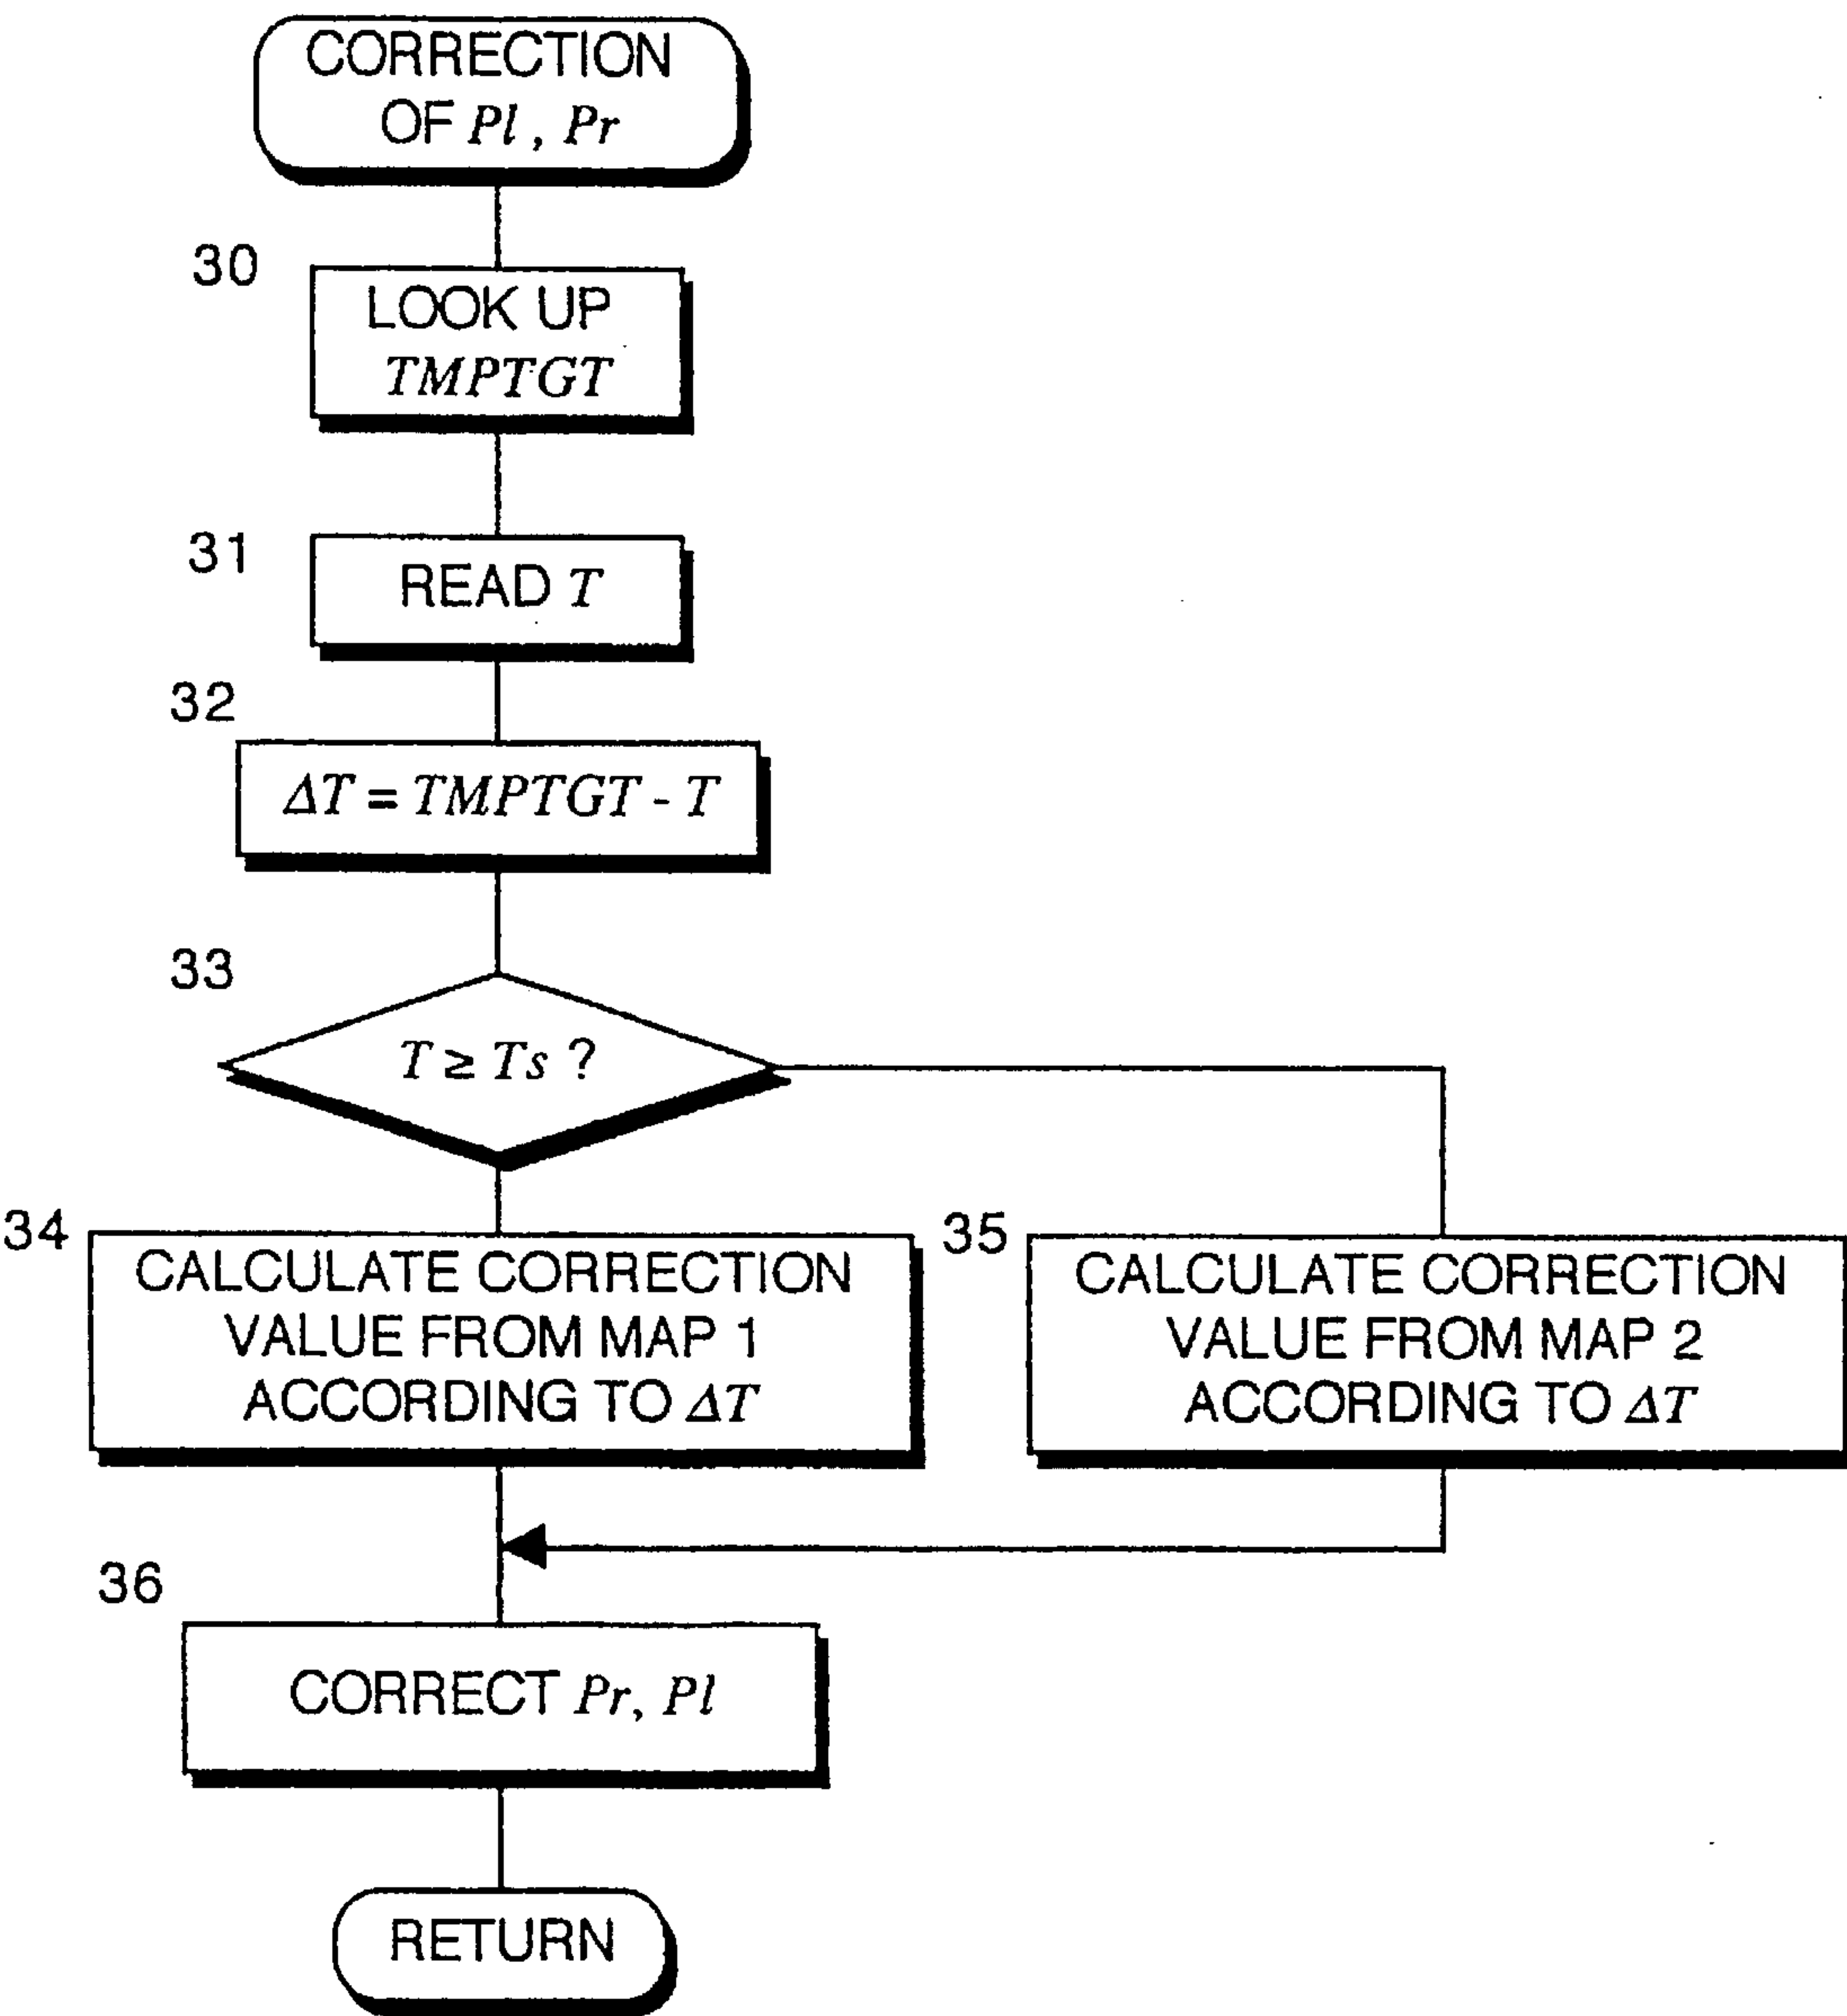 CORRECTION
OF Pl, Pr
30
LOOK UP
TMPTGT
31
READ T
32
ΔT = TMPTGT - T
33
T ≥ Ts ?
34
CALCULATE CORRECTION
VALUE FROM MAP 1
ACCORDING TO ΔT
35
CALCULATE CORRECTION
VALUE FROM MAP 2
ACCORDING TO ΔT
36
CORRECT Pr, Pl
RETURN